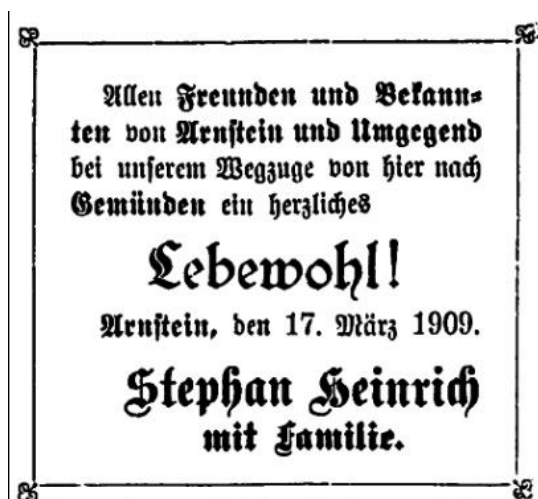 Allen Freunden und Bekann-
ten von Arnstein und Umgegend
bei unserem Wegzuge von hier nach
Gemünden ein herzliches
Lebewohl!
Arnstein, den 17. März 1909.
Stephan Heinrich
mit Familie.